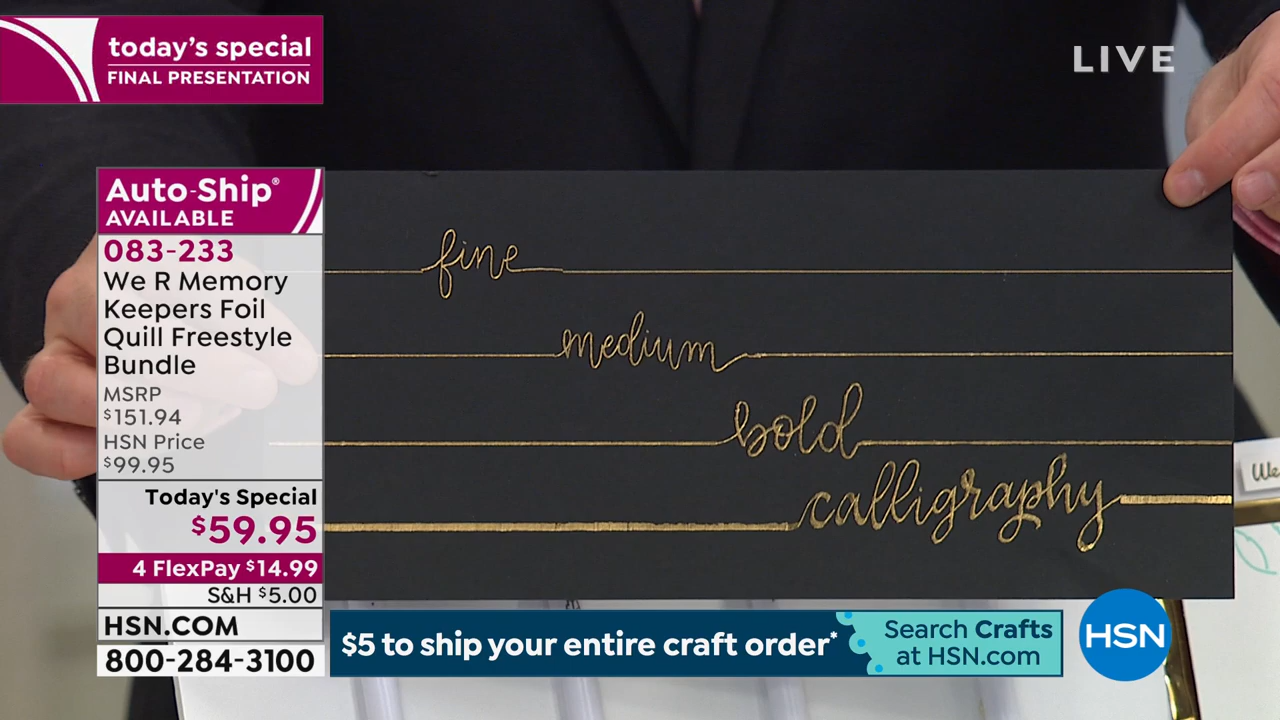 today's special
FINAL PRESENTATION
LIVE
Auto-Ship®
AVAILABLE
083-233
We R Memory
Keepers Foil
Quill Freestyle
Bundle
MSRP
$151.94
HSN Price
$99.95
Today's Special
$59.95
4 FlexPay $14.99
S&H $5.00
HSN.COM
800-284-3100
fine
medium
bold
calligraphy
We
$5 to ship your entire craft order*
Search Crafts
at HSN.com
HSN